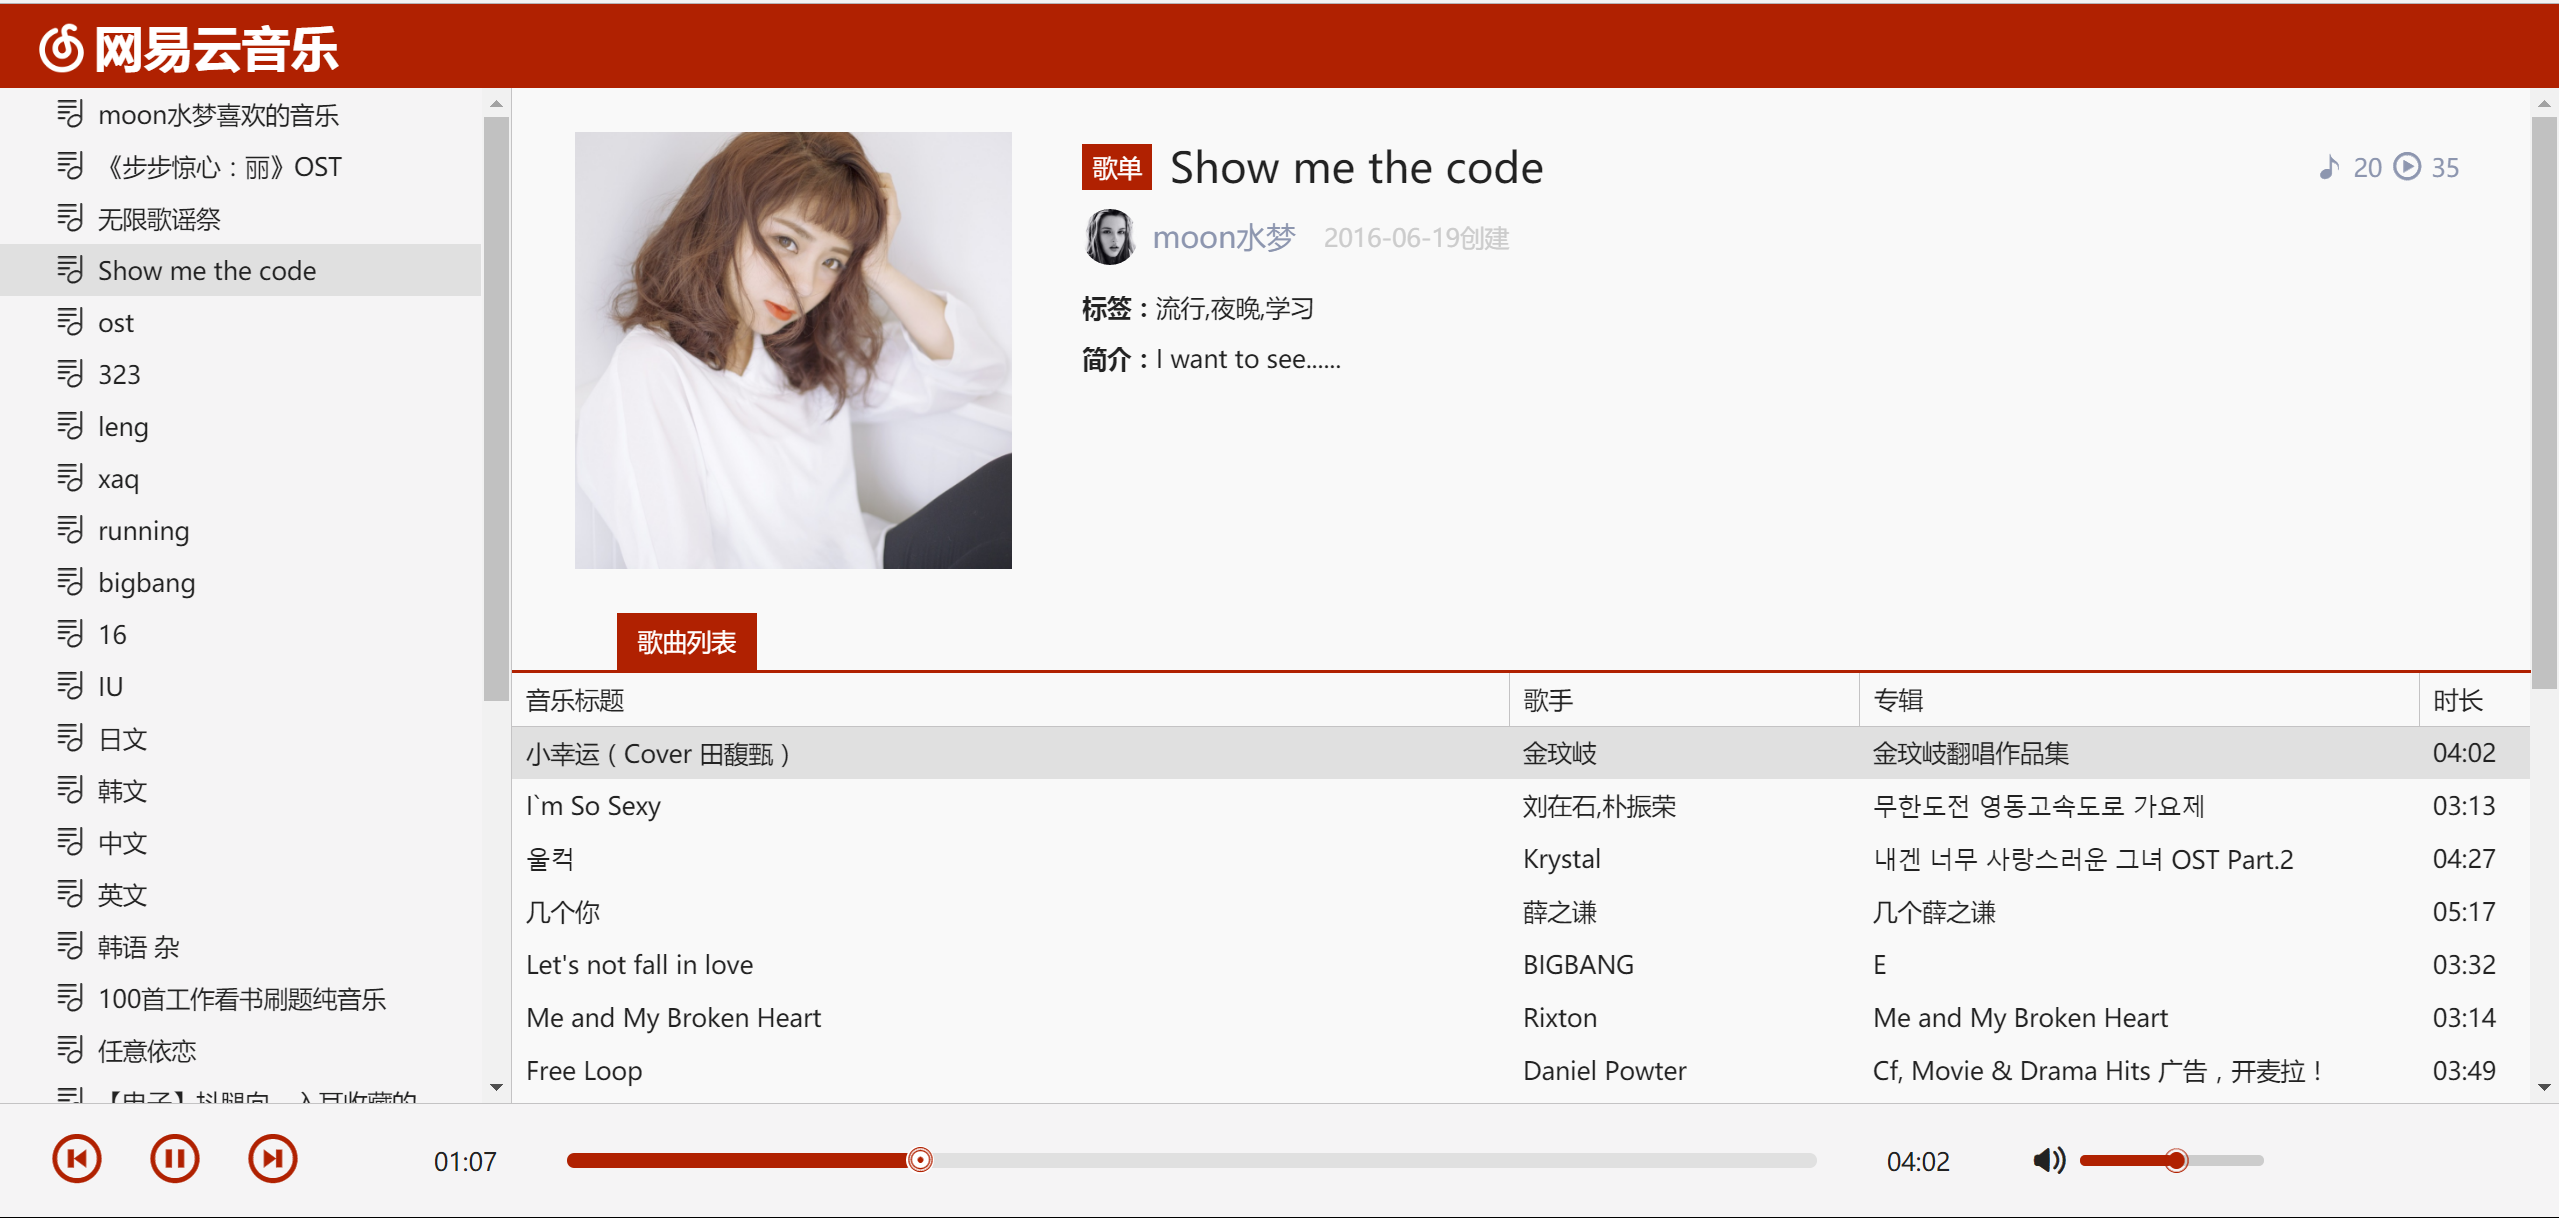 网易云音乐
moon水梦喜欢的音乐
《步步惊心：丽》OST
无限歌谣祭
Show me the code
ost
323
leng
xaq
running
bigbang
16
IU
日文
韩文
中文
英文
韩语 杂
100首工作看书刷题纯音乐
任意依恋
歌单 Show me the code
20 35
moon水梦 2016-06-19创建
标签：流行,夜晚,学习
简介：I want to see......
歌曲列表
音乐标题 歌手 专辑 时长
小幸运（Cover 田馥甄） 金玟岐 金玟岐翻唱作品集 04:02
I`m So Sexy 刘在石,朴振荣 무한도전 영동고속도로 가요제 03:13
울컥 Krystal 내겐 너무 사랑스러운 그녀 OST Part.2 04:27
几个你 薛之谦 几个薛之谦 05:17
Let's not fall in love BIGBANG E 03:32
Me and My Broken Heart Rixton Me and My Broken Heart 03:14
Free Loop Daniel Powter Cf, Movie & Drama Hits 广告，开麦拉！ 03:49
01:07 04:02